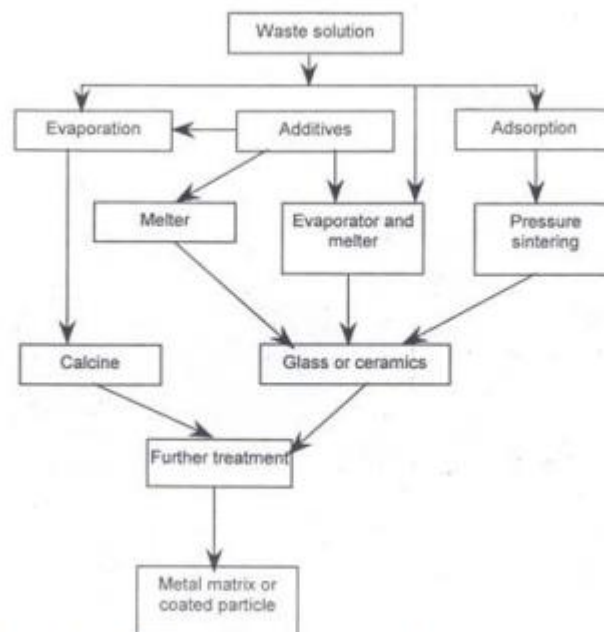 Waste solution
Evaporation
Additives
Adsorption
Melter
Evaporator and
melter
Pressure
sintering
Calcine
Glass or ceramics
Further treatment
Metal matrix or
coated particle